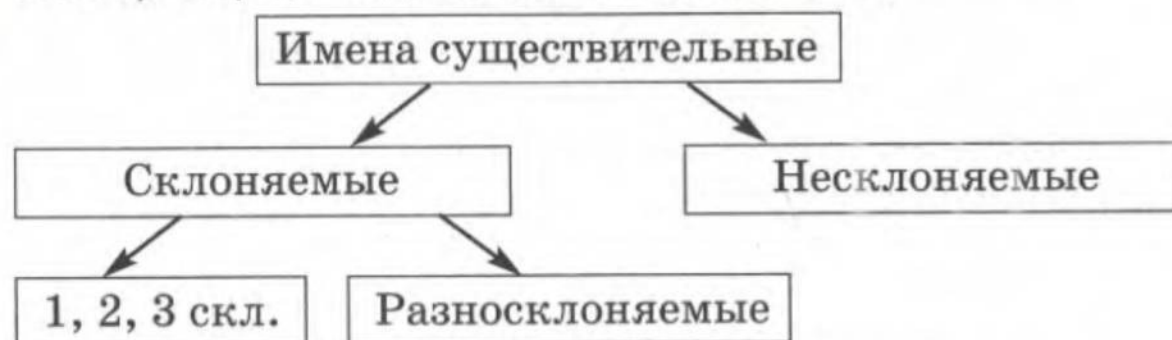 Имена существительные
Склоняемые Несклоняемые
1, 2, 3 скл. Разносклоняемые